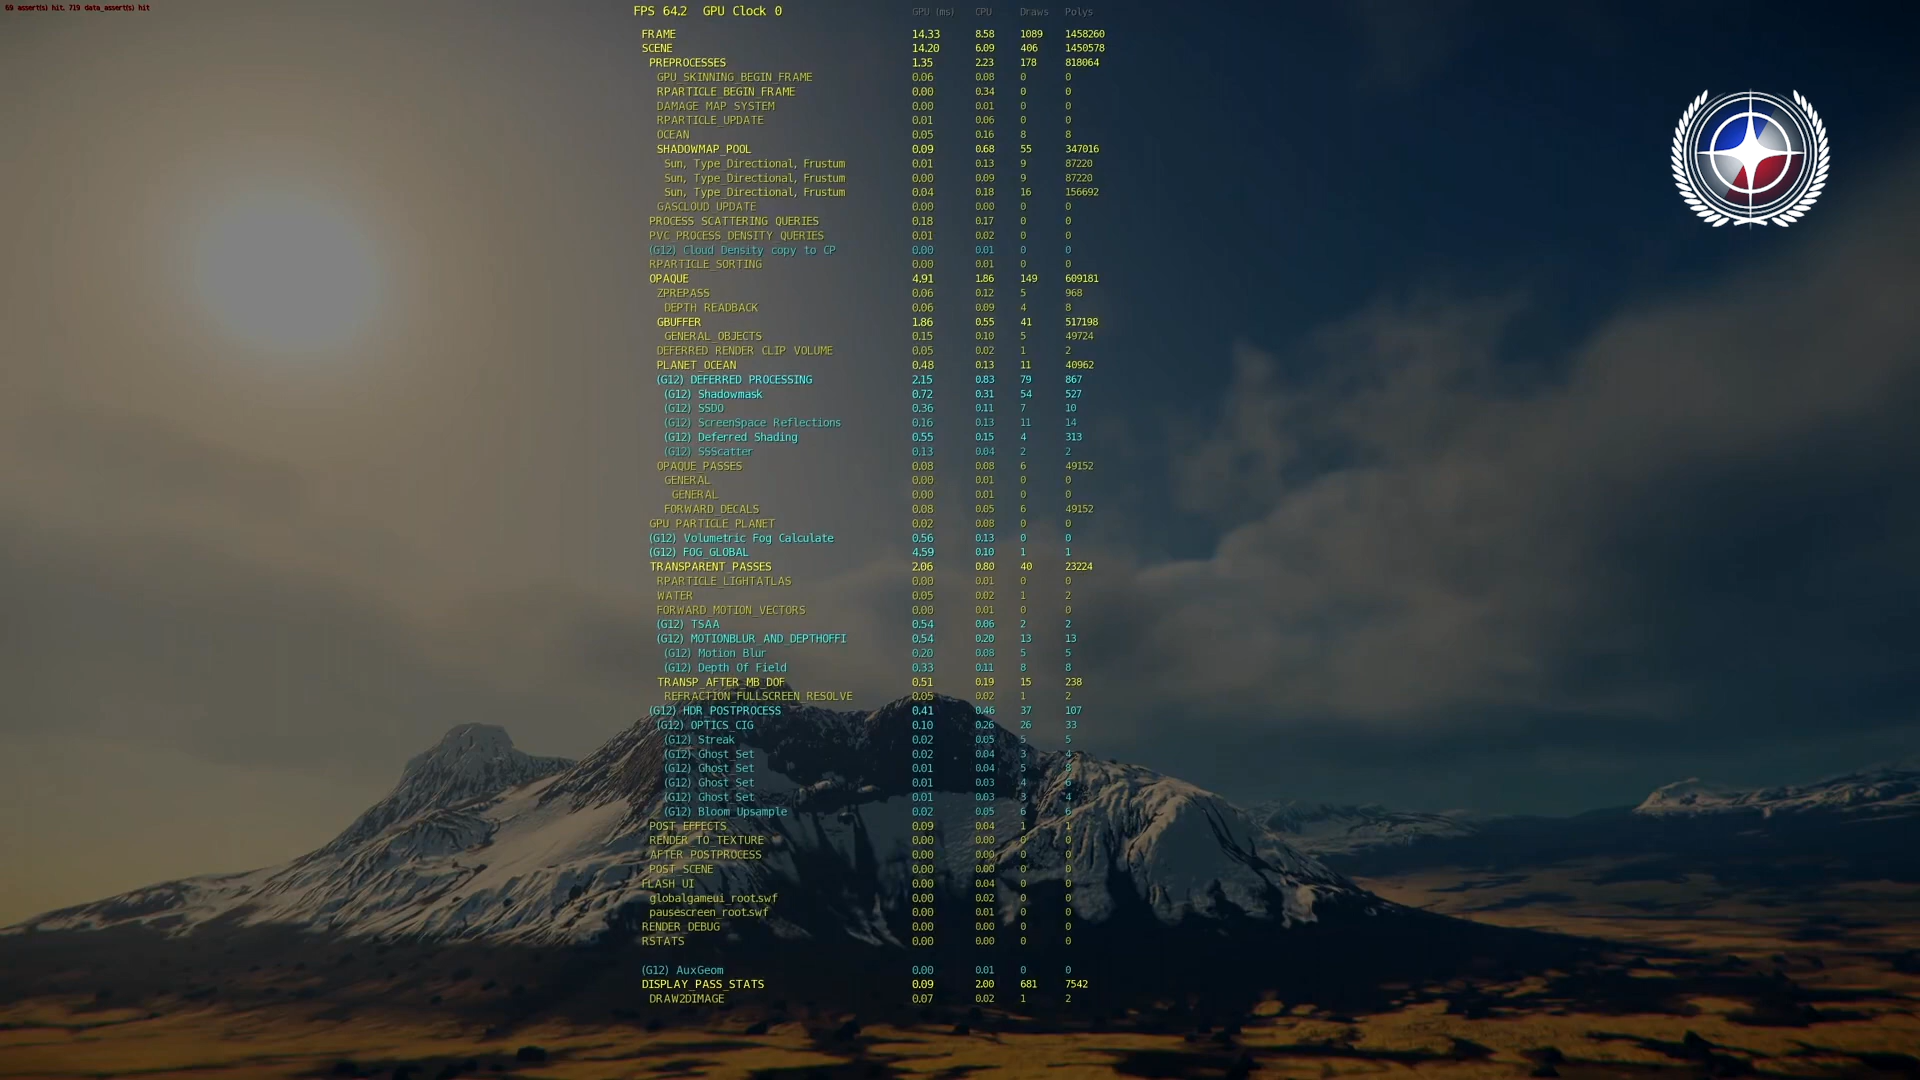 69 assert(s) hit, 719 data_assert(s) hit
FPS 64.2 GPU Clock 0 GPU (ms) CPU Draws Polys
FRAME 14.33 8.58 1089 1458260
SCENE 14.20 6.09 406 1450578
PREPROCESSES 1.35 2.23 178 818064
GPU_SKINNING_BEGIN_FRAME 0.06 0.08 0 0
RPARTICLE_BEGIN_FRAME 0.00 0.34 0 0
DAMAGE_MAP_SYSTEM 0.00 0.01 0 0
RPARTICLE_UPDATE 0.01 0.06 0 0
OCEAN 0.05 0.16 8 8
SHADOWMAP_POOL 0.09 0.68 55 347016
Sun, Type_Directional, Frustum 0.01 0.13 9 87220
Sun, Type_Directional, Frustum 0.00 0.09 9 87220
Sun, Type_Directional, Frustum 0.04 0.18 16 156692
GASCLOUD_UPDATE 0.00 0.00 0 0
PROCESS_SCATTERING_QUERIES 0.18 0.17 0 0
PVC_PROCESS_DENSITY_QUERIES 0.01 0.02 0 0
(G12) Cloud Density copy to CP 0.00 0.01 0 0
RPARTICLE_SORTING 0.00 0.01 0 0
OPAQUE 4.91 1.86 149 609181
ZPREPASS 0.06 0.12 5 968
DEPTH_READBACK 0.06 0.09 4 8
GBUFFER 1.86 0.55 41 517198
GENERAL_OBJECTS 0.15 0.10 5 49724
DEFERRED_RENDER_CLIP_VOLUME 0.05 0.02 1 2
PLANET_OCEAN 0.48 0.13 11 40962
(G12) DEFERRED_PROCESSING 2.15 0.83 79 867
(G12) Shadowmask 0.72 0.31 54 527
(G12) SSDO 0.36 0.11 7 10
(G12) ScreenSpace Reflections 0.16 0.13 11 14
(G12) Deferred Shading 0.55 0.15 4 313
(G12) SSScatter 0.13 0.04 2 2
OPAQUE_PASSES 0.08 0.08 6 49152
GENERAL 0.00 0.01 0 0
GENERAL 0.00 0.01 0 0
FORWARD_DECALS 0.08 0.05 6 49152
GPU_PARTICLE_PLANET 0.02 0.08 0 0
(G12) Volumetric Fog Calculate 0.56 0.13 0 0
(G12) FOG_GLOBAL 4.59 0.10 1 1
TRANSPARENT_PASSES 2.06 0.80 40 23224
RPARTICLE_LIGHTATLAS 0.00 0.01 0 0
WATER 0.05 0.02 1 2
FORWARD_MOTION_VECTORS 0.00 0.01 0 0
(G12) TSAA 0.54 0.06 2 2
(G12) MOTIONBLUR_AND_DEPTHOFFI 0.54 0.20 13 13
(G12) Motion Blur 0.20 0.08 5 5
(G12) Depth Of Field 0.33 0.11 8 8
TRANSP_AFTER_MB_DOF 0.51 0.19 15 238
REFRACTION_FULLSCREEN_RESOLVE 0.05 0.02 1 2
(G12) HDR_POSTPROCESS 0.41 0.46 37 107
(G12) OPTICS_CIG 0.10 0.26 26 33
(G12) Streak 0.02 0.05 5 5
(G12) Ghost_Set 0.02 0.04 3 4
(G12) Ghost_Set 0.01 0.04 5 8
(G12) Ghost_Set 0.01 0.03 4 6
(G12) Ghost_Set 0.01 0.03 3 4
(G12) Bloom Upsample 0.02 0.05 6 6
POST_EFFECTS 0.09 0.04 1 1
RENDER_TO_TEXTURE 0.00 0.00 0 0
AFTER_POSTPROCESS 0.00 0.00 0 0
POST_SCENE 0.00 0.00 0 0
FLASH_UI 0.00 0.04 0 0
globalgameui_root.swf 0.00 0.02 0 0
pausescreen_root.swf 0.00 0.01 0 0
RENDER_DEBUG 0.00 0.00 0 0
RSTATS 0.00 0.00 0 0
(G12) AuxGeom 0.00 0.01 0 0
DISPLAY_PASS_STATS 0.09 2.00 681 7542
DRAW2DIMAGE 0.07 0.02 1 2